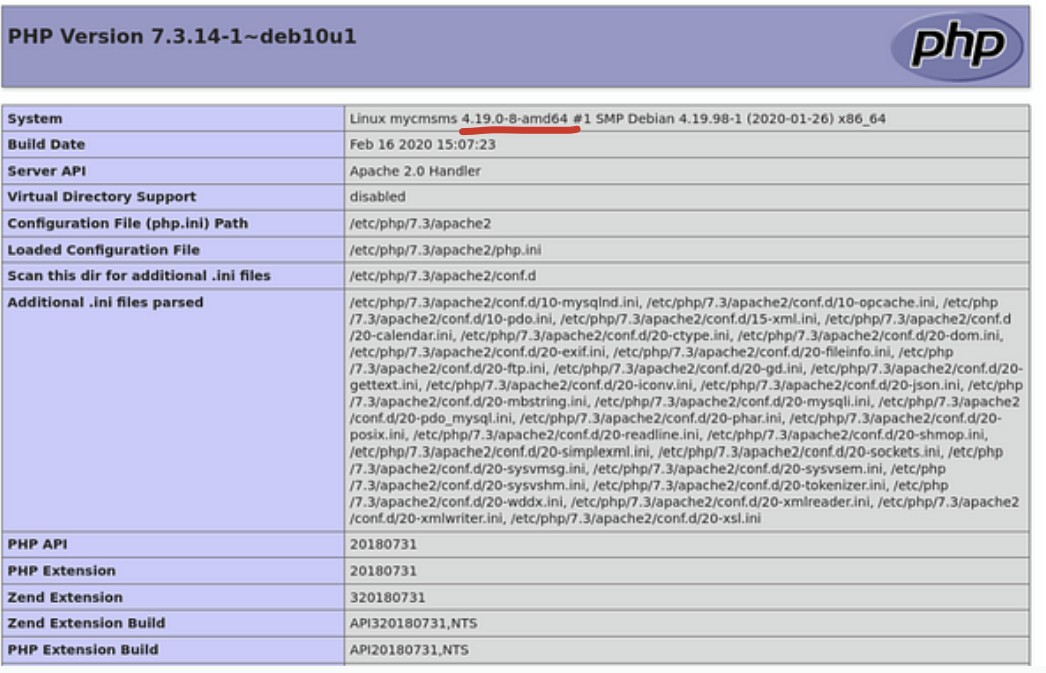 PHP Version 7.3.14-1~deb10u1
php
System Linux mycmsms 4.19.0-8-amd64 #1 SMP Debian 4.19.98-1 (2020-01-26) x86_64
Build Date Feb 16 2020 15:07:23
Server API Apache 2.0 Handler
Virtual Directory Support disabled
Configuration File (php.ini) Path /etc/php/7.3/apache2
Loaded Configuration File /etc/php/7.3/apache2/php.ini
Scan this dir for additional .ini files /etc/php/7.3/apache2/conf.d
Additional .ini files parsed /etc/php/7.3/apache2/conf.d/10-mysqlnd.ini, /etc/php/7.3/apache2/conf.d/10-opcache.ini, /etc/php
/7.3/apache2/conf.d/10-pdo.ini, /etc/php/7.3/apache2/conf.d/15-xml.ini, /etc/php/7.3/apache2/conf.d
/20-calendar.ini, /etc/php/7.3/apache2/conf.d/20-ctype.ini, /etc/php/7.3/apache2/conf.d/20-dom.ini,
/etc/php/7.3/apache2/conf.d/20-exif.ini, /etc/php/7.3/apache2/conf.d/20-fileinfo.ini, /etc/php
/7.3/apache2/conf.d/20-ftp.ini, /etc/php/7.3/apache2/conf.d/20-gd.ini, /etc/php/7.3/apache2/conf.d/20-
gettext.ini, /etc/php/7.3/apache2/conf.d/20-iconv.ini, /etc/php/7.3/apache2/conf.d/20-json.ini, /etc/php
/7.3/apache2/conf.d/20-mbstring.ini, /etc/php/7.3/apache2/conf.d/20-mysqli.ini, /etc/php/7.3/apache2
/conf.d/20-pdo_mysql.ini, /etc/php/7.3/apache2/conf.d/20-phar.ini, /etc/php/7.3/apache2/conf.d/20-
posix.ini, /etc/php/7.3/apache2/conf.d/20-readline.ini, /etc/php/7.3/apache2/conf.d/20-shmop.ini,
/etc/php/7.3/apache2/conf.d/20-simplexml.ini, /etc/php/7.3/apache2/conf.d/20-sockets.ini, /etc/php
/7.3/apache2/conf.d/20-sysvmsg.ini, /etc/php/7.3/apache2/conf.d/20-sysvsem.ini, /etc/php
/7.3/apache2/conf.d/20-sysvshm.ini, /etc/php/7.3/apache2/conf.d/20-tokenizer.ini, /etc/php
/7.3/apache2/conf.d/20-wddx.ini, /etc/php/7.3/apache2/conf.d/20-xmlreader.ini, /etc/php/7.3/apache2
/conf.d/20-xmlwriter.ini, /etc/php/7.3/apache2/conf.d/20-xsl.ini
PHP API 20180731
PHP Extension 20180731
Zend Extension 320180731
Zend Extension Build API320180731,NTS
PHP Extension Build API20180731,NTS